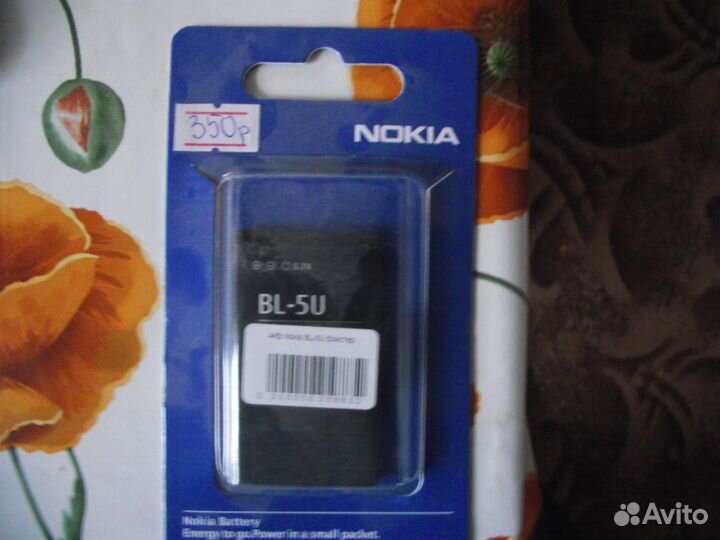 350р
NOKIA
BL-5U
Nokia Battery
Energy to go.Power in a small packet.
Avito